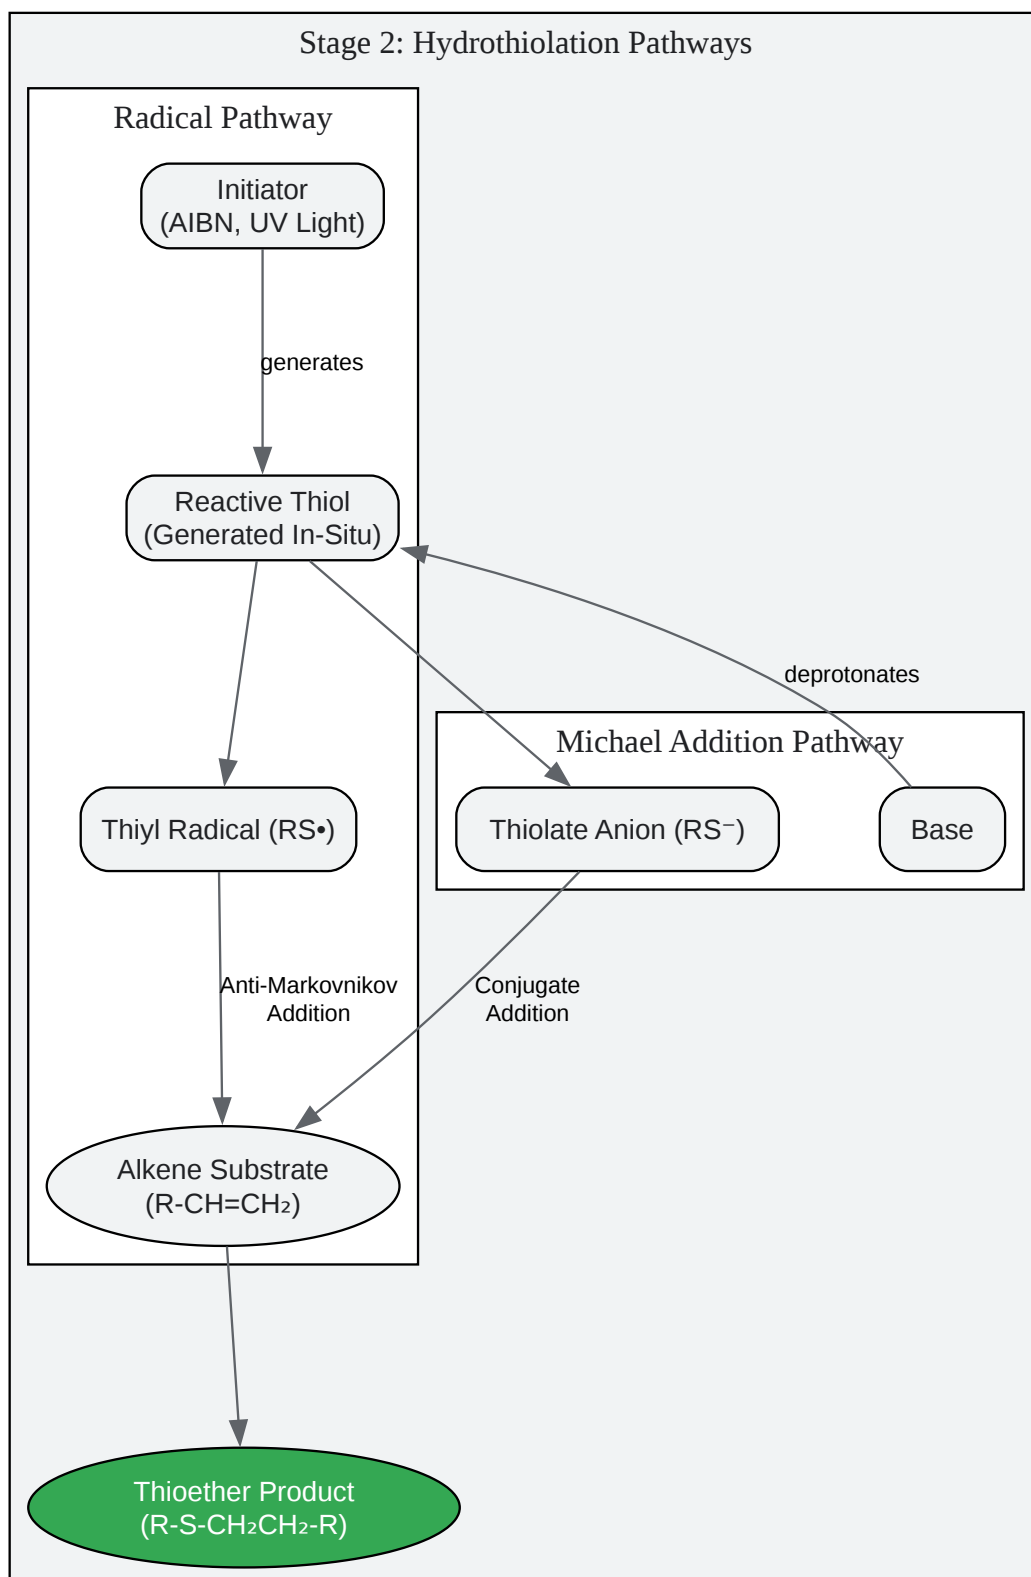 Stage 2: Hydrothiolation Pathways
Radical Pathway
Initiator
(AIBN, UV Light)
generates
Reactive Thiol
(Generated In-Situ)
deprotonates
Michael Addition Pathway
Thiyl Radical (RS•)
Thiolate Anion (RS⁻)
Base
Anti-Markovnikov
Addition
Conjugate
Addition
Alkene Substrate
(R-CH=CH₂)
Thioether Product
(R-S-CH₂CH₂-R)